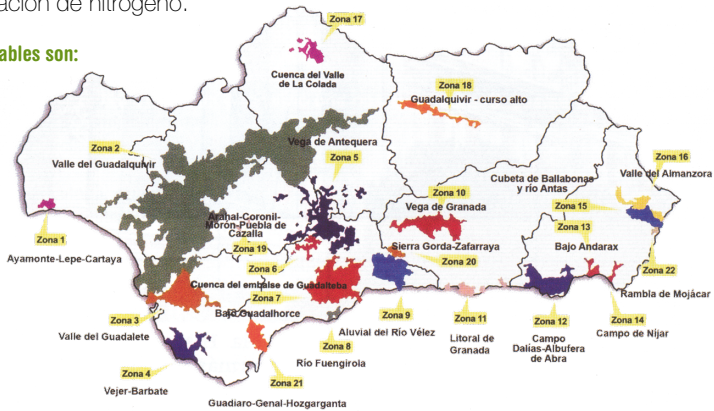 ación de nitrógeno.
ables son:
Zona 17
Cuenca del Valle
de La Colada
Zona 18
Guadalquivir - curso alto
Zona 2
Valle del Guadalquivir
Vega de Antequera
Zona 5
Zona 16
Valle del Almanzora
Cubeta de Ballabonas
y río Antas
Zona 15
Zona 10
Vega de Granada
Zona 13
Bajo Andarax
Zona 1
Ayamonte-Lepe-Cartaya
Arahal-Coronil-
Morón-Puebla de
Cazalla
Zona 19
Sierra Gorda-Zafarraya
Zona 20
Zona 6
Cuenca del embalse de Guadalteba
Zona 22
Rambla de Mojácar
Zona 7
Bajo Guadalhorce
Zona 3
Valle del Guadalete
Zona 9
Aluvial del Río Vélez
Zona 11
Litoral de
Granada
Zona 12
Campo
Dalías-Albufera
de Abra
Zona 14
Campo de Níjar
Zona 8
Río Fuengirola
Zona 4
Vejer-Barbate
Zona 21
Guadiaro-Genal-Hozgarganta